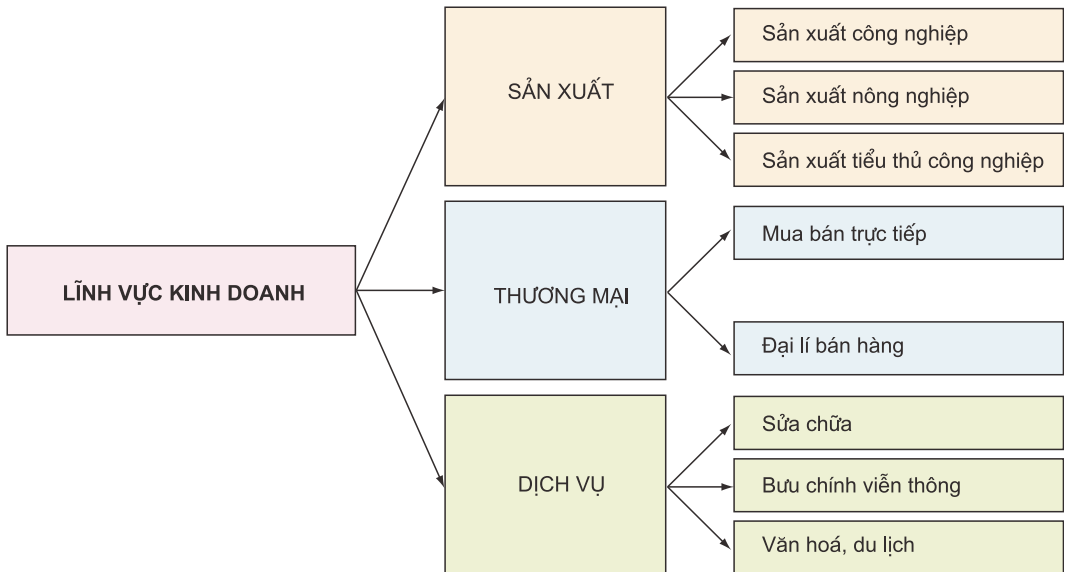 LĨNH VỰC KINH DOANH
SẢN XUẤT
Sản xuất công nghiệp
Sản xuất nông nghiệp
Sản xuất tiểu thủ công nghiệp
THƯƠNG MẠI
Mua bán trực tiếp
Đại lí bán hàng
DỊCH VỤ
Sửa chữa
Bưu chính viễn thông
Văn hoá, du lịch